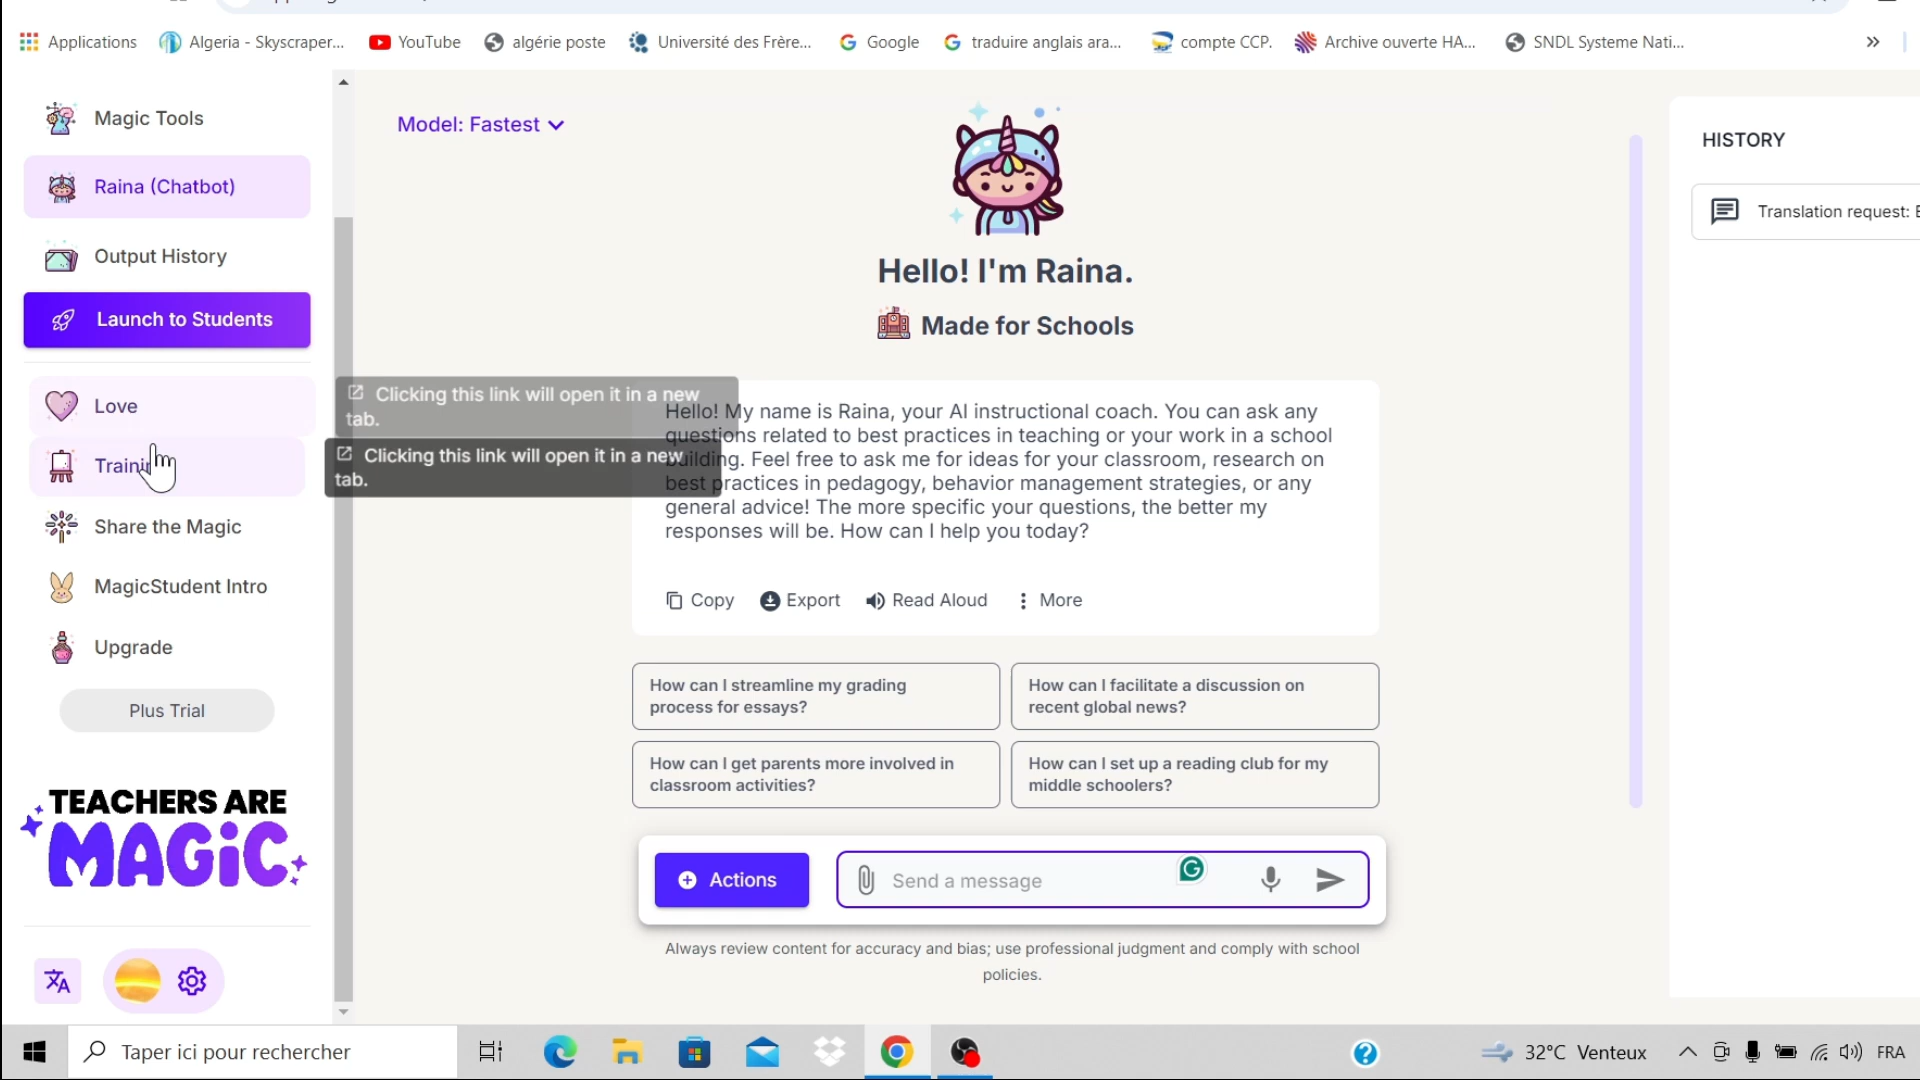 Applications
Algeria - Skyscraper...
YouTube
algérie poste
Université des Frère...
Google
traduire anglais ara...
compte CCP.
Archive ouverte HA...
SNDL Systeme Nati...
»
Magic Tools
Raina (Chatbot)
Output History
Launch to Students
Love
Trainin
Share the Magic
MagicStudent Intro
Upgrade
Plus Trial
TEACHERS ARE
MAGIC
Model: Fastest
Hello! I'm Raina.
Made for Schools
Clicking this link will open it in a new
tab.
Clicking this link will open it in a new
tab.
Hello! My name is Raina, your AI instructional coach. You can ask any
questions related to best practices in teaching or your work in a school
building. Feel free to ask me for ideas for your classroom, research on
best practices in pedagogy, behavior management strategies, or any
general advice! The more specific your questions, the better my
responses will be. How can I help you today?
Copy
Export
Read Aloud
More
How can I streamline my grading
process for essays?
How can I facilitate a discussion on
recent global news?
How can I get parents more involved in
classroom activities?
How can I set up a reading club for my
middle schoolers?
Actions
Send a message
Always review content for accuracy and bias; use professional judgment and comply with school
policies.
HISTORY
Translation request: E
Taper ici pour rechercher
32°C Venteux
FRA